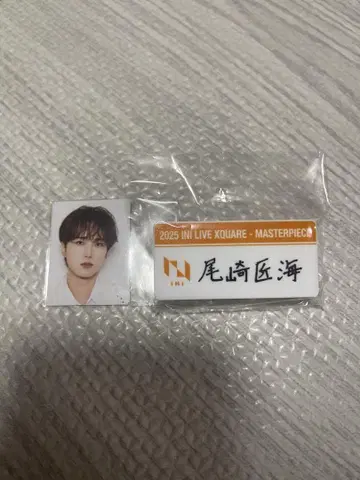 2025 INI LIVE XQUARE - MASTERPIECE
INI
尾崎匠海